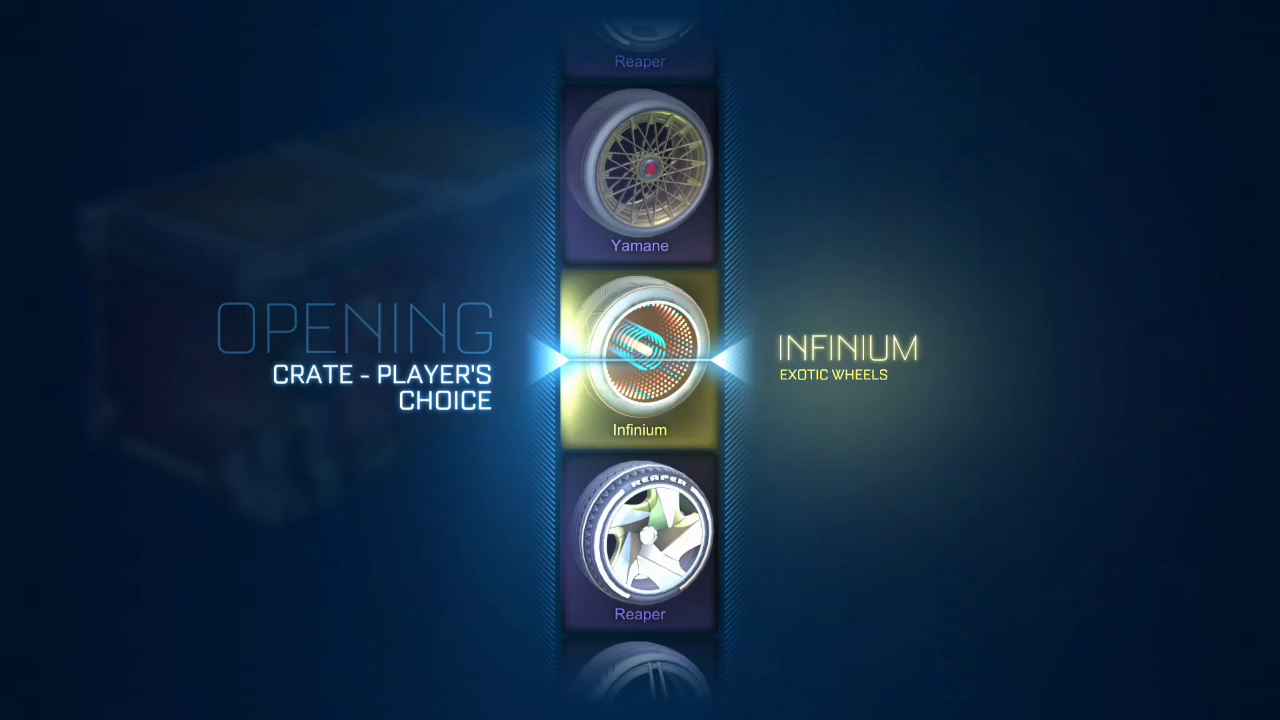 Reaper
Yamane
OPENING
CRATE - PLAYER'S
CHOICE
Infinium
INFINIUM
EXOTIC WHEELS
REAPER
Reaper